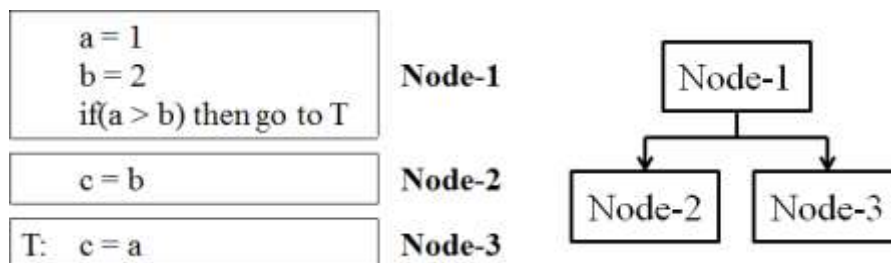 a = 1
b = 2
if(a > b) then go to T
Node-1
c = b
Node-2
T: c = a
Node-3
Node-1
Node-2
Node-3